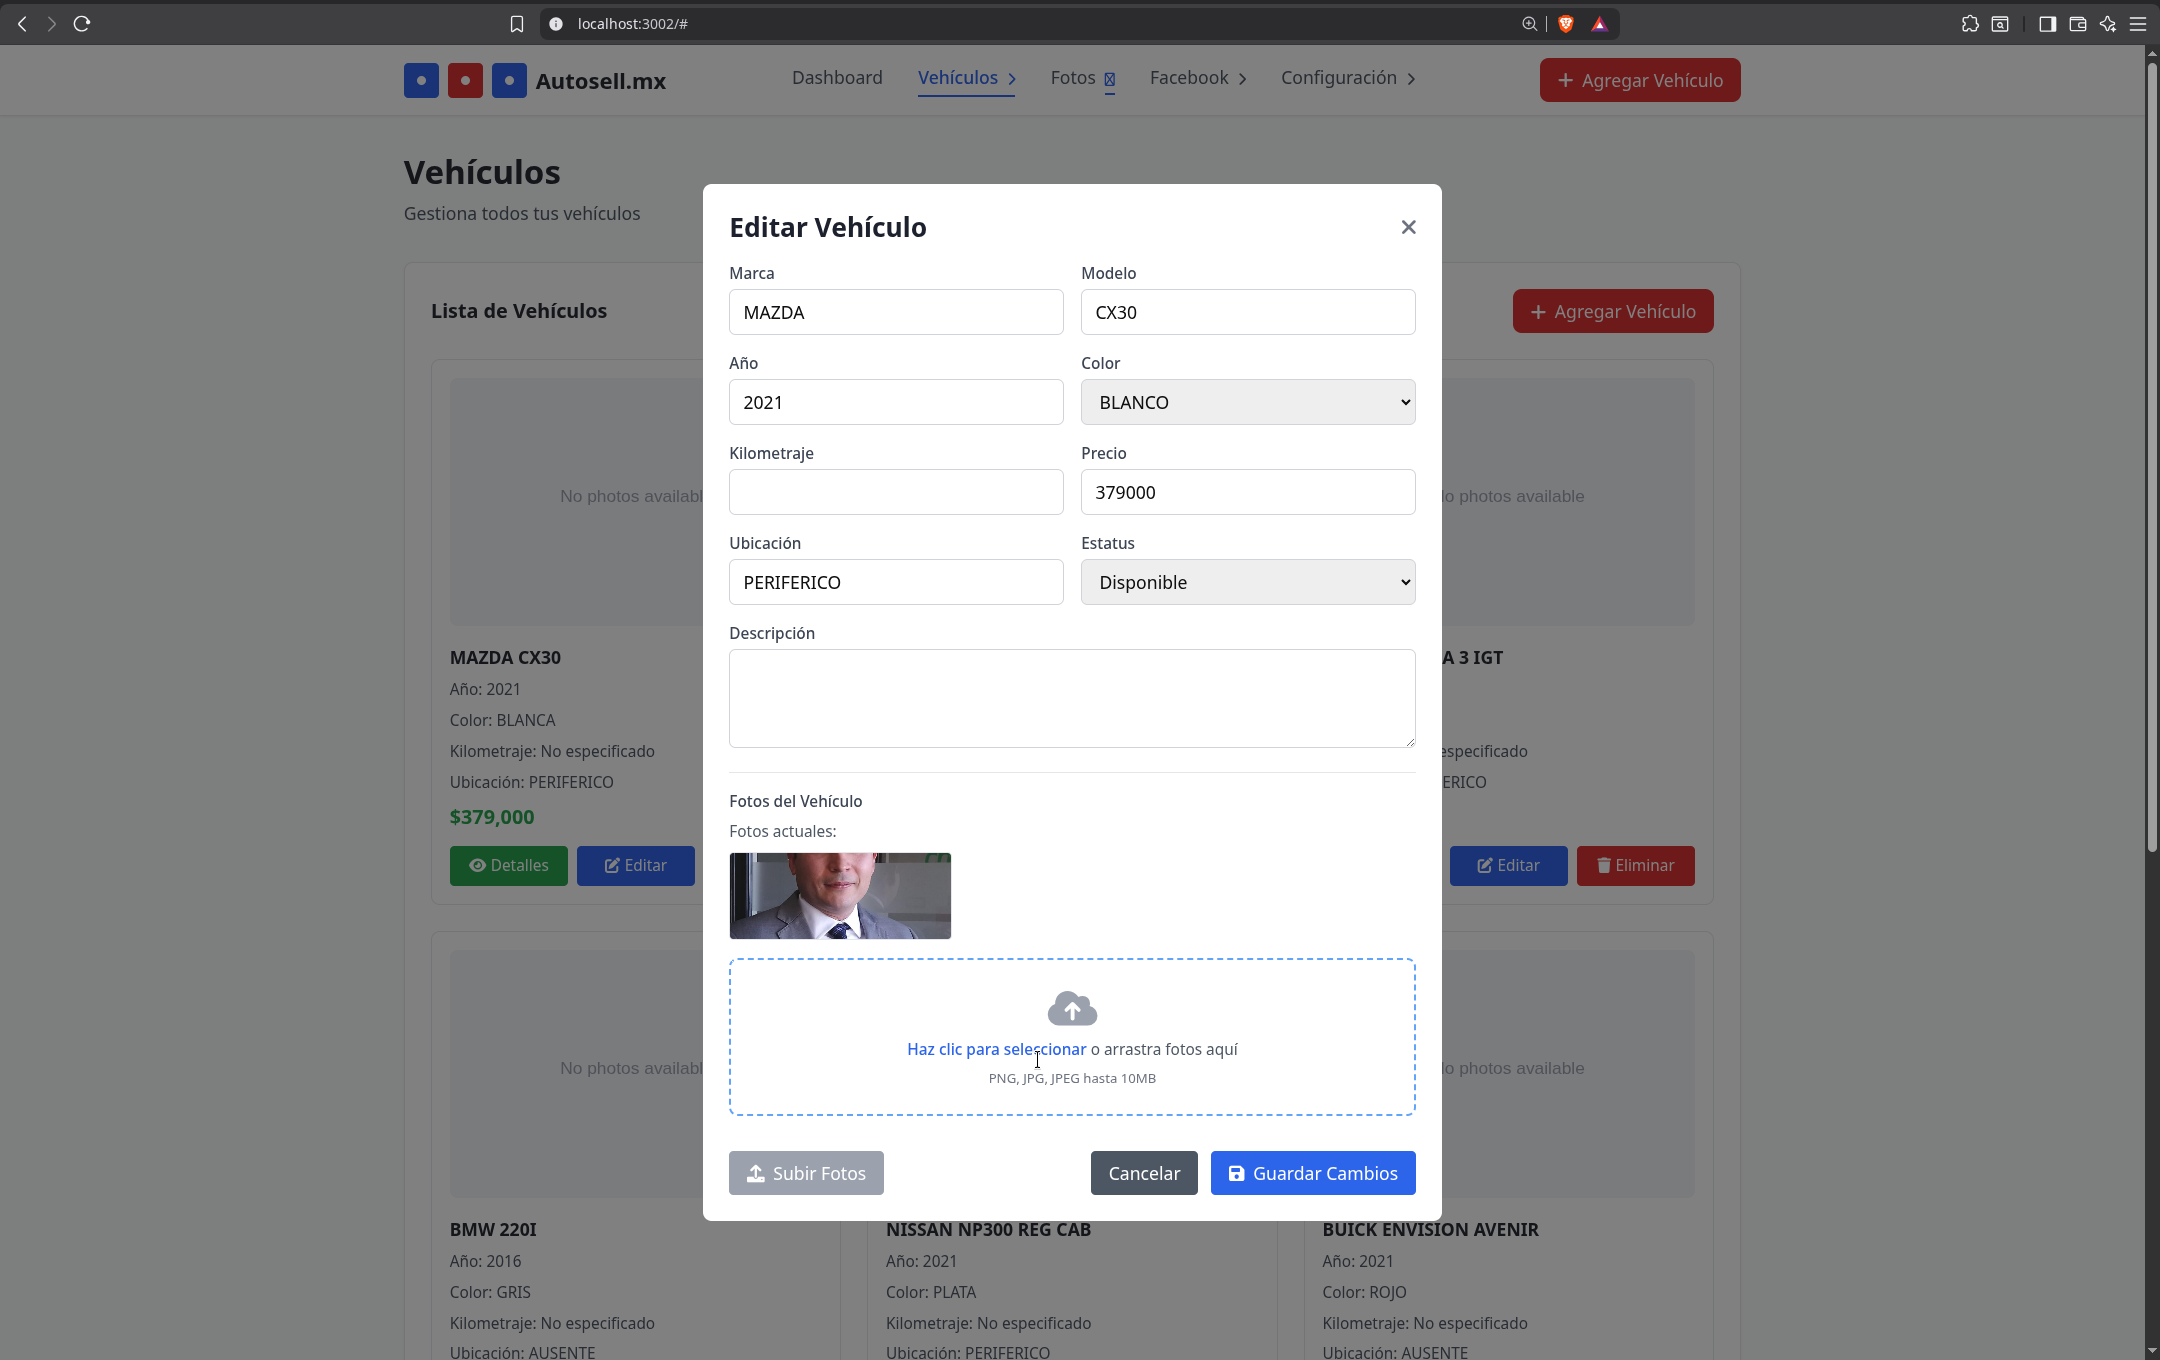 localhost:3002/#
Autosell.mx
Dashboard
Vehículos
Fotos
Facebook
Configuración
Agregar Vehículo
Vehículos
Gestiona todos tus vehículos
Lista de Vehículos
Agregar Vehículo
Editar Vehículo
Marca
Modelo
MAZDA
CX30
Año
Color
2021
BLANCO
Kilometraje
Precio
379000
Ubicación
Estatus
PERIFERICO
Disponible
Descripción
Fotos del Vehículo
Fotos actuales:
Haz clic para seleccionar o arrastra fotos aquí
PNG, JPG, JPEG hasta 10MB
Subir Fotos
Cancelar
Guardar Cambios
No photos availabl
o photos available
MAZDA CX30
Año: 2021
Color: BLANCA
Kilometraje: No especificado
Ubicación: PERIFERICO
$379,000
Detalles
Editar
A 3 IGT
especificado
ERICO
Editar
Eliminar
No photos availabl
o photos available
BMW 220I
Año: 2016
Color: GRIS
Kilometraje: No especificado
Ubicación: AUSENTE
NISSAN NP300 REG CAB
Año: 2021
Color: PLATA
Kilometraje: No especificado
Ubicación: PERIFERICO
BUICK ENVISION AVENIR
Año: 2021
Color: ROJO
Kilometraje: No especificado
Ubicación: AUSENTE